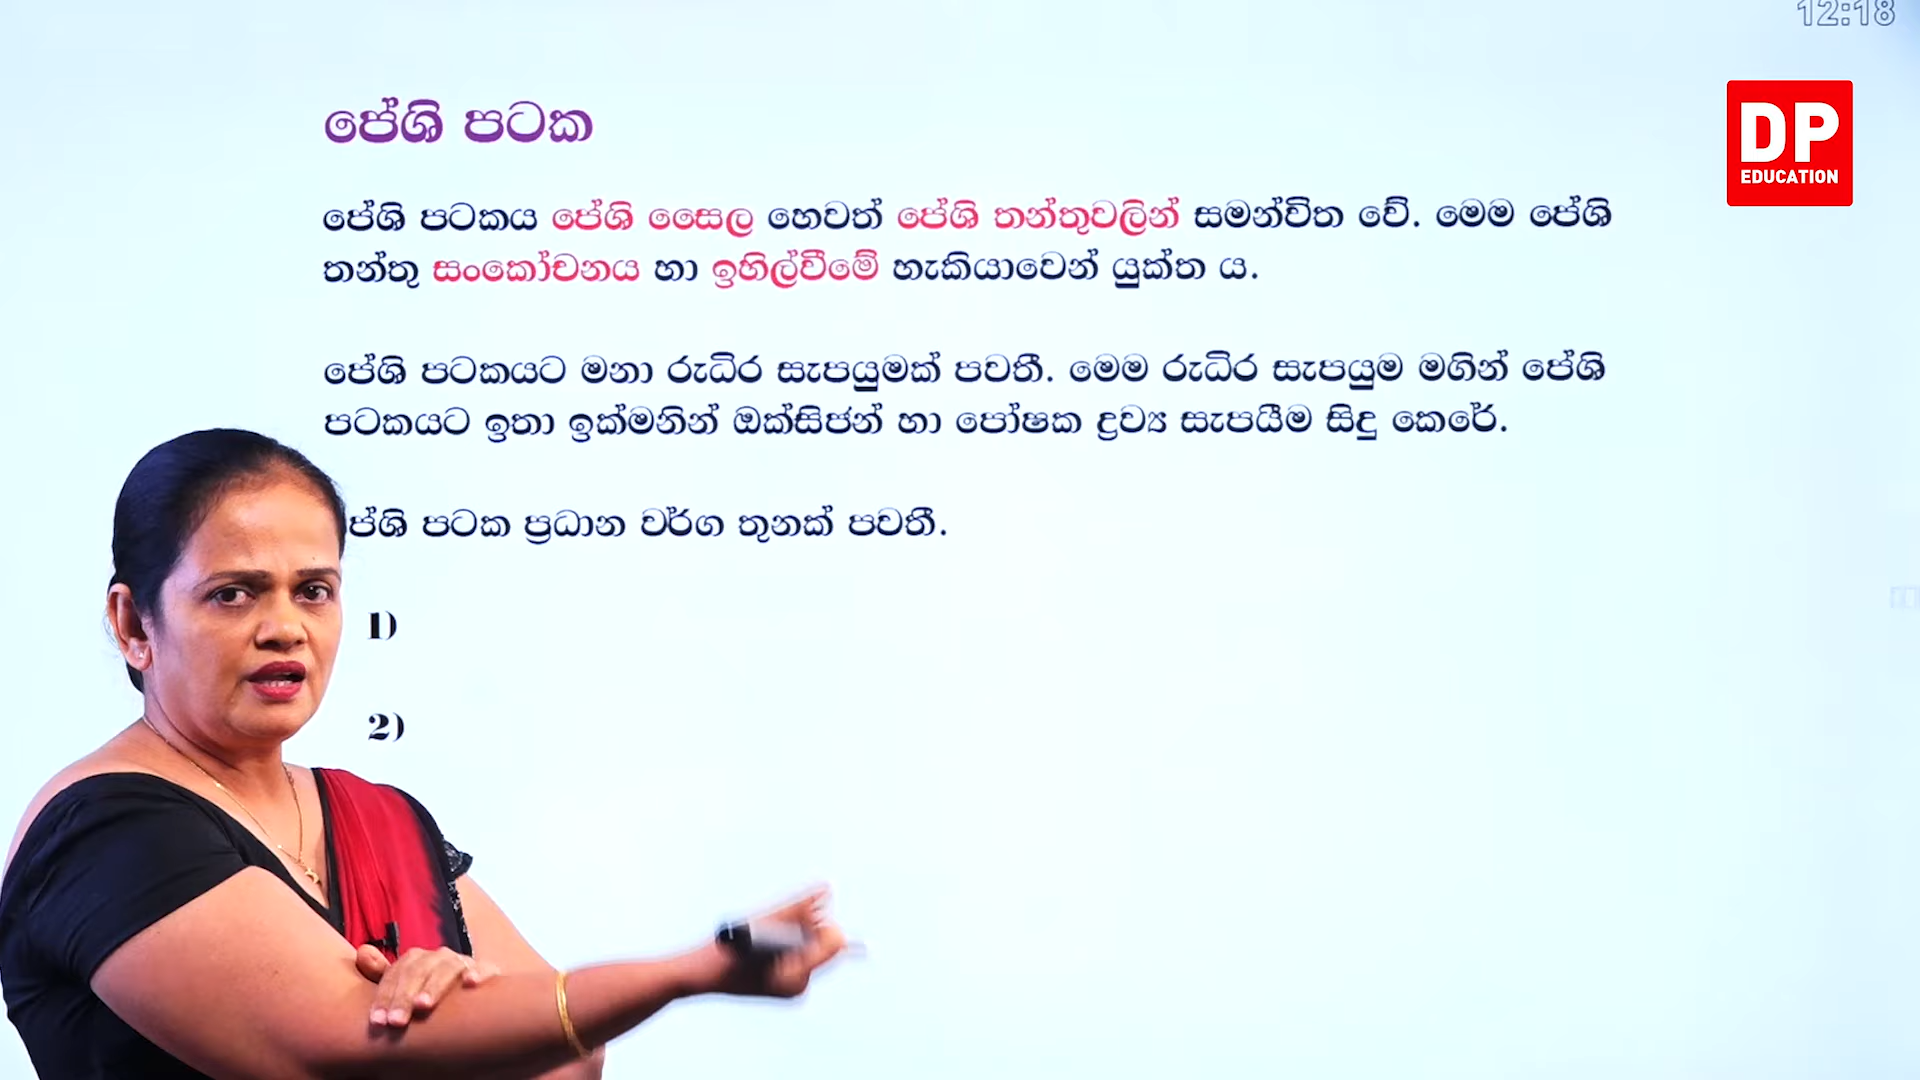 12:18
DP
EDUCATION
පේශි පටක
පේශි පටකය පේශි සෛල හෙවත් පේශි තන්තුවලින් සමන්විත වේ. මෙම පේශි
තන්තු සංකෝචනය හා ඉහිල්වීමේ හැකියාවෙන් යුක්ත ය.
පේශි පටකයට මනා රුධිර සැපයුමක් පවතී. මෙම රුධිර සැපයුම මගින් පේශි
පටකයට ඉතා ඉක්මනින් ඔක්සිජන් හා පෝෂක ද්‍රව්‍ය සැපයීම සිදු කෙරේ.
පේශි පටක ප්‍රධාන වර්ග තුනක් පවතී.
1)
2)